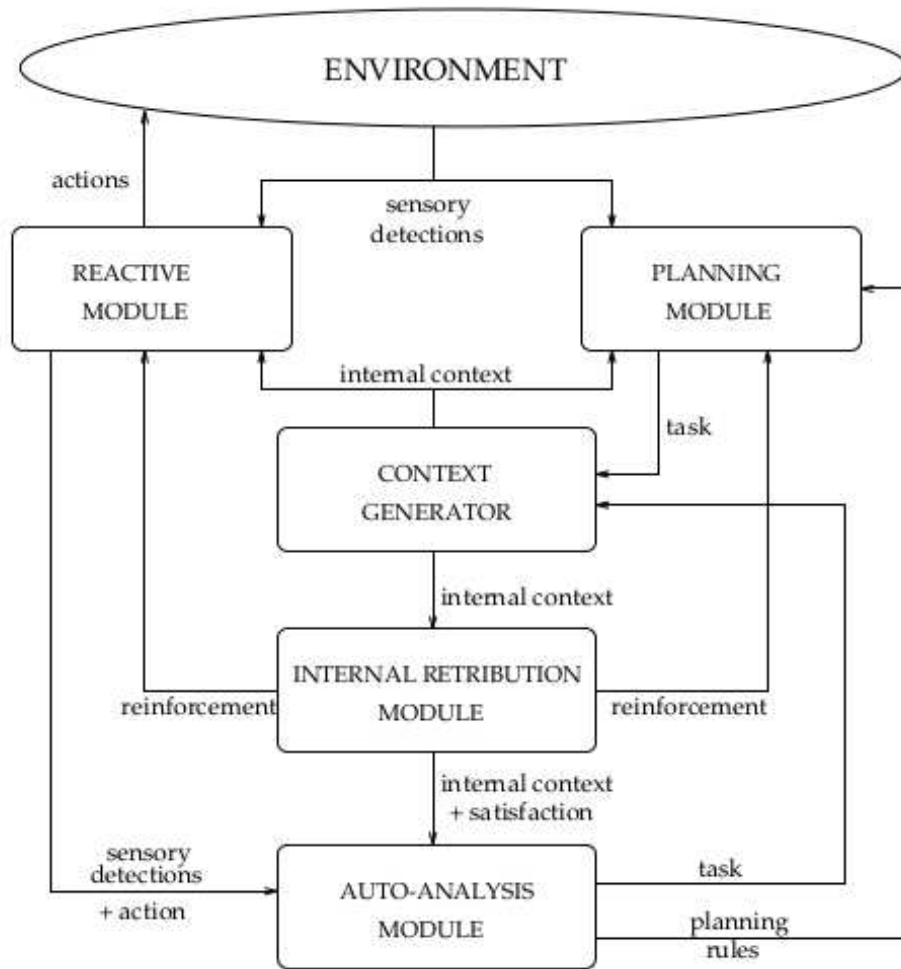 ENVIRONMENT
actions
sensory
detections
REACTIVE
MODULE
PLANNING
MODULE
internal context
task
CONTEXT
GENERATOR
internal context
INTERNAL RETRIBUTION
MODULE
reinforcement
reinforcement
internal context
+ satisfaction
sensory
detections
+ action
AUTO-ANALYSIS
MODULE
task
planning
rules